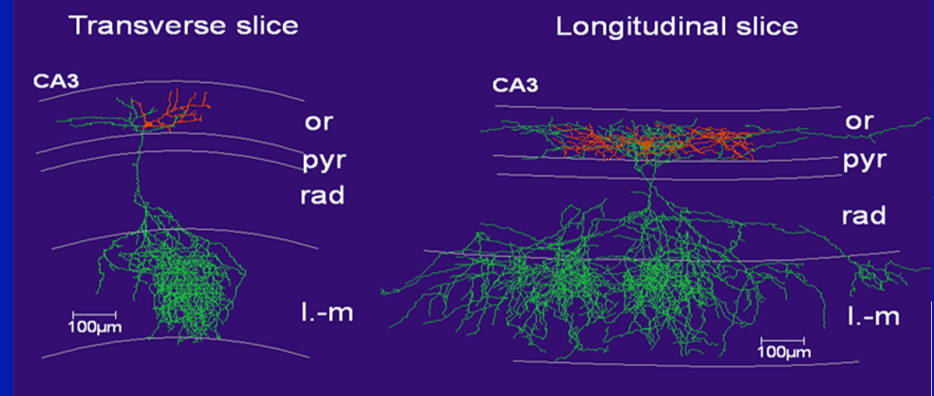 Transverse slice
CA3
or
pyr
rad
l.-m
100μm
Longitudinal slice
CA3
or
pyr
rad
l.-m
100μm